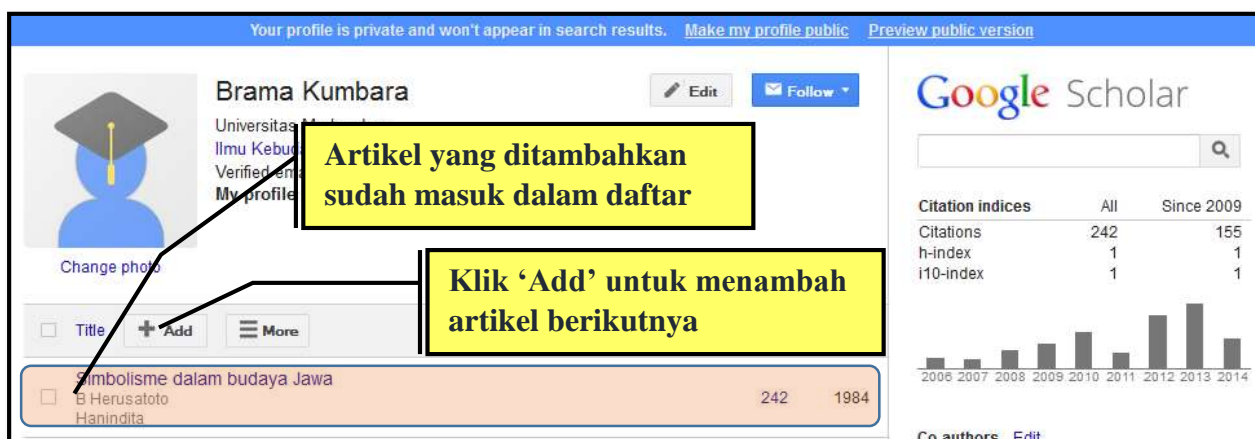 Your profile is private and won't appear in search results. Make my profile public Preview public version
Brama Kumbara
Edit
Follow
Universitas
Ilmu
Verified
My profile
Artikel yang ditambahkan
sudah masuk dalam daftar
Change photo
Klik ‘Add’ untuk menambah
artikel berikutnya
Title Add More
Simbolisme dalam budaya Jawa 242 1984
B Herusatoto
Hanindita
Google Scholar
Citation indices All Since 2009
Citations 242 155
h-index 1 1
i10-index 1 1
2006 2007 2008 2009 2010 2011 2012 2013 2014
Co-authors Edit